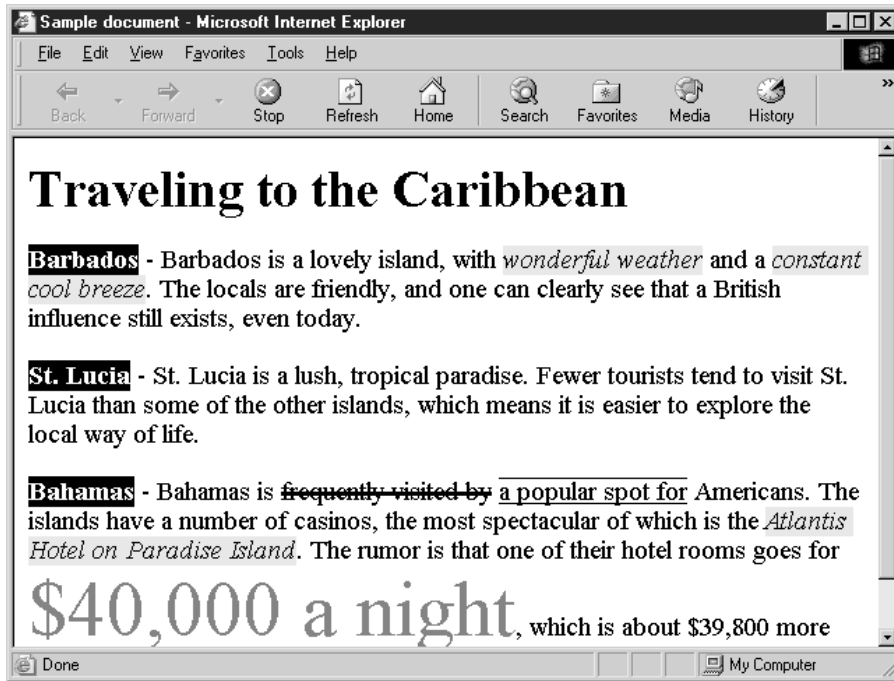 Sample document - Microsoft Internet Explorer
File Edit View Favorites Tools Help
Back Forward Stop Refresh Home Search Favorites Media History »
Traveling to the Caribbean
Barbados - Barbados is a lovely island, with wonderful weather and a constant
cool breeze. The locals are friendly, and one can clearly see that a British
influence still exists, even today.
St. Lucia - St. Lucia is a lush, tropical paradise. Fewer tourists tend to visit St.
Lucia than some of the other islands, which means it is easier to explore the
local way of life.
Bahamas - Bahamas is frequently visited by a popular spot for Americans. The
islands have a number of casinos, the most spectacular of which is the Atlantis
Hotel on Paradise Island. The rumor is that one of their hotel rooms goes for
$40,000 a night, which is about $39,800 more
Done My Computer